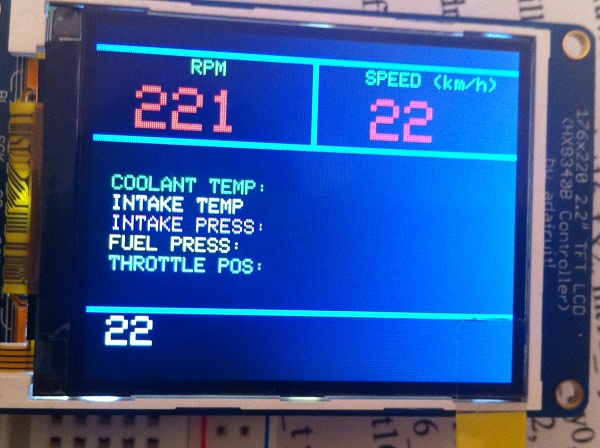 RPM
221
SPEED (km/h)
22
COOLANT TEMP:
INTAKE TEMP
INTAKE PRESS:
FUEL PRESS:
THROTTLE POS:
22
176x220 2.2" TFT LCD
(HX8340B Controller)
by adafruit!